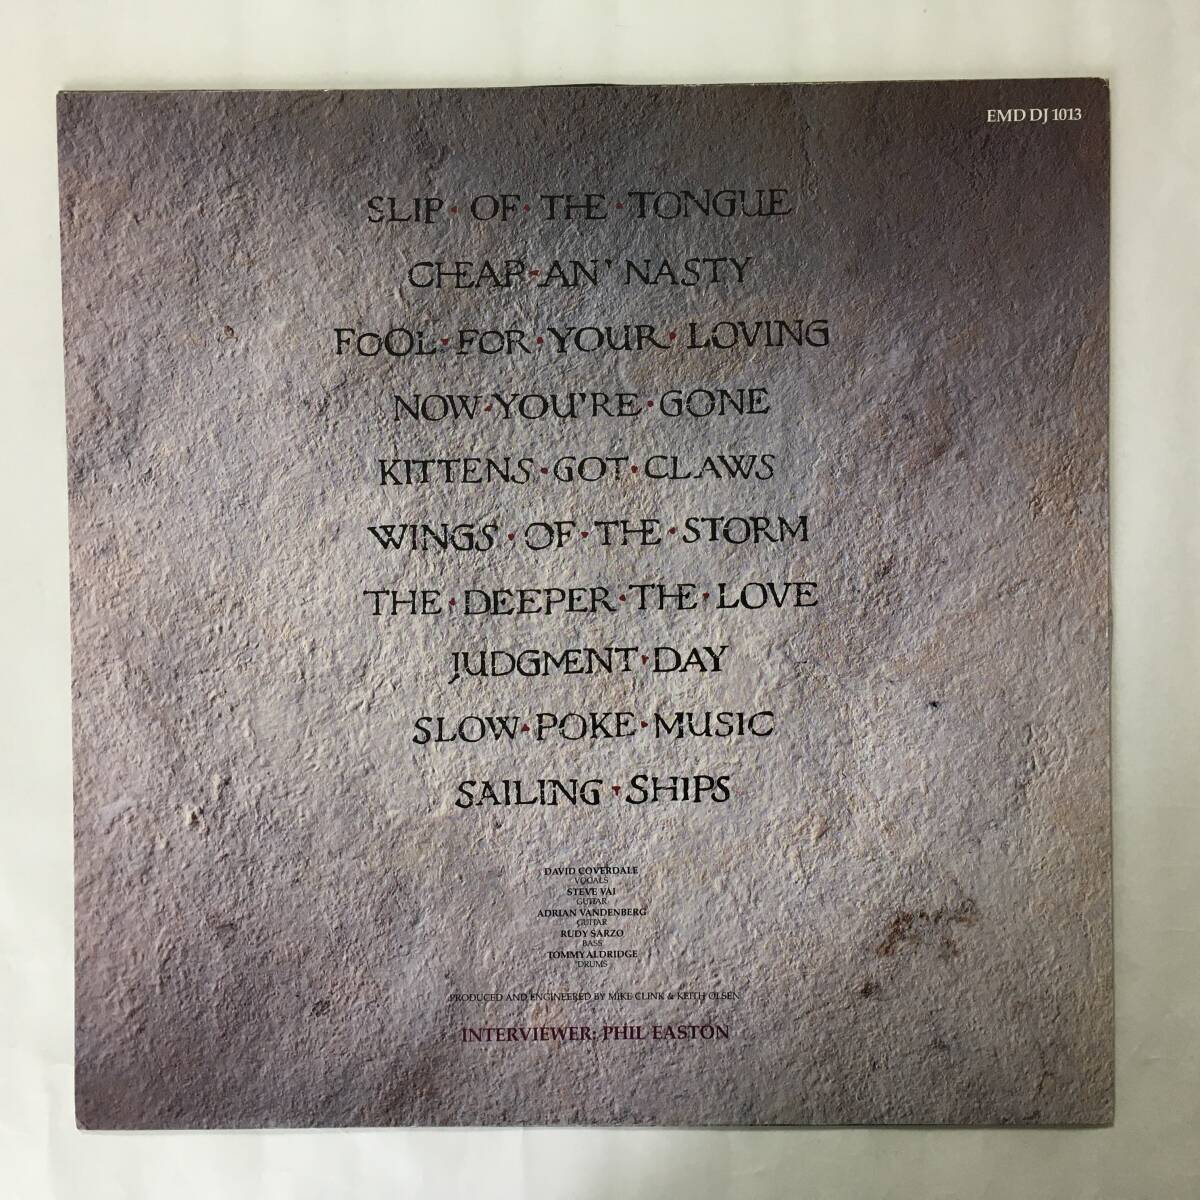 EMD DJ 1013
SLIP · OF · THE · TONGUE
CHEAP · AN' NASTY
FOOL · FOR · YOUR · LOVING
NOW · YOU'RE · GONE
KITTENS · GOT · CLAWS
WINGS · OF · THE · STORM
THE · DEEPER · THE · LOVE
JUDGMENT · DAY
SLOW · POKE · MUSIC
SAILING · SHIPS
DAVID COVERDALE
VOCALS
STEVE VAI
GUITAR
ADRIAN VANDENBERG
GUITAR
RUDY SARZO
BASS
TOMMY ALDRIDGE
DRUMS
PRODUCED AND ENGINEERED BY MIKE CLINK & KEITH OLSEN
INTERVIEWER: PHIL EASTON